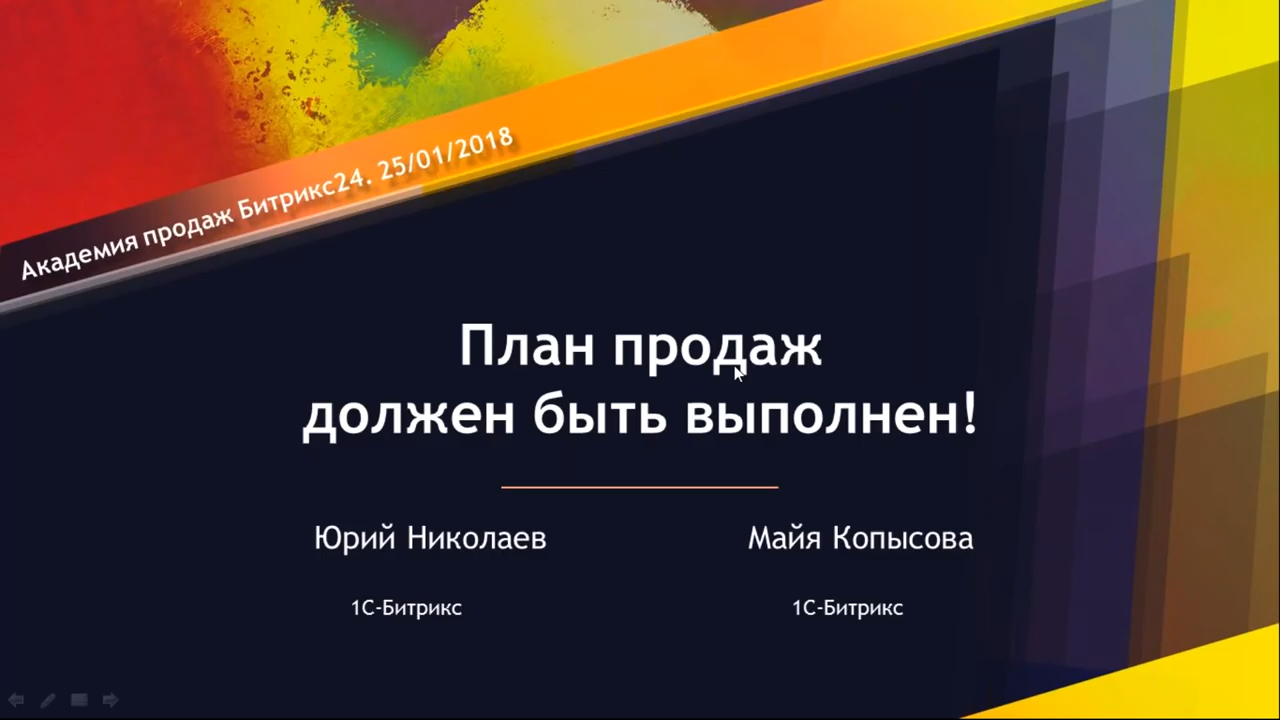 Академия продаж Битрикс24. 25/01/2018
План продаж
должен быть выполнен!
Юрий Николаев
Майя Копысова
1С-Битрикс
1С-Битрикс